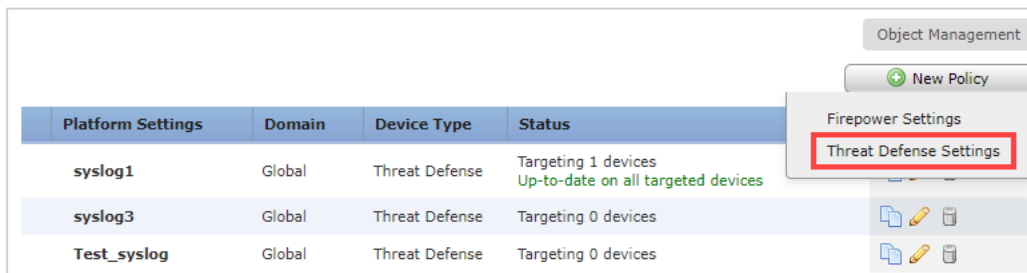 Object Management
New Policy
Platform Settings Domain Device Type Status
Firepower Settings
Threat Defense Settings
syslog1 Global Threat Defense Targeting 1 devices
Up-to-date on all targeted devices
syslog3 Global Threat Defense Targeting 0 devices
Test_syslog Global Threat Defense Targeting 0 devices